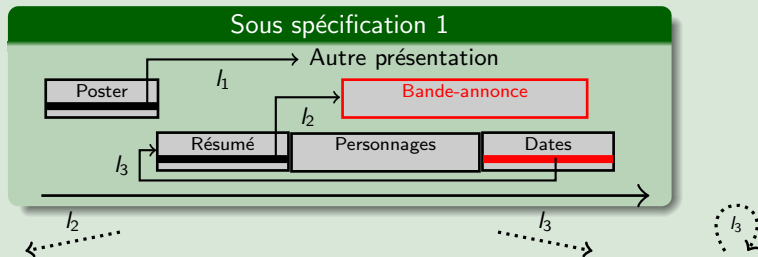 Sous spécification 1
Autre présentation
l1
Poster
Bande-annonce
l2
Résumé
Personnages
Dates
l3
l2
l3
l3